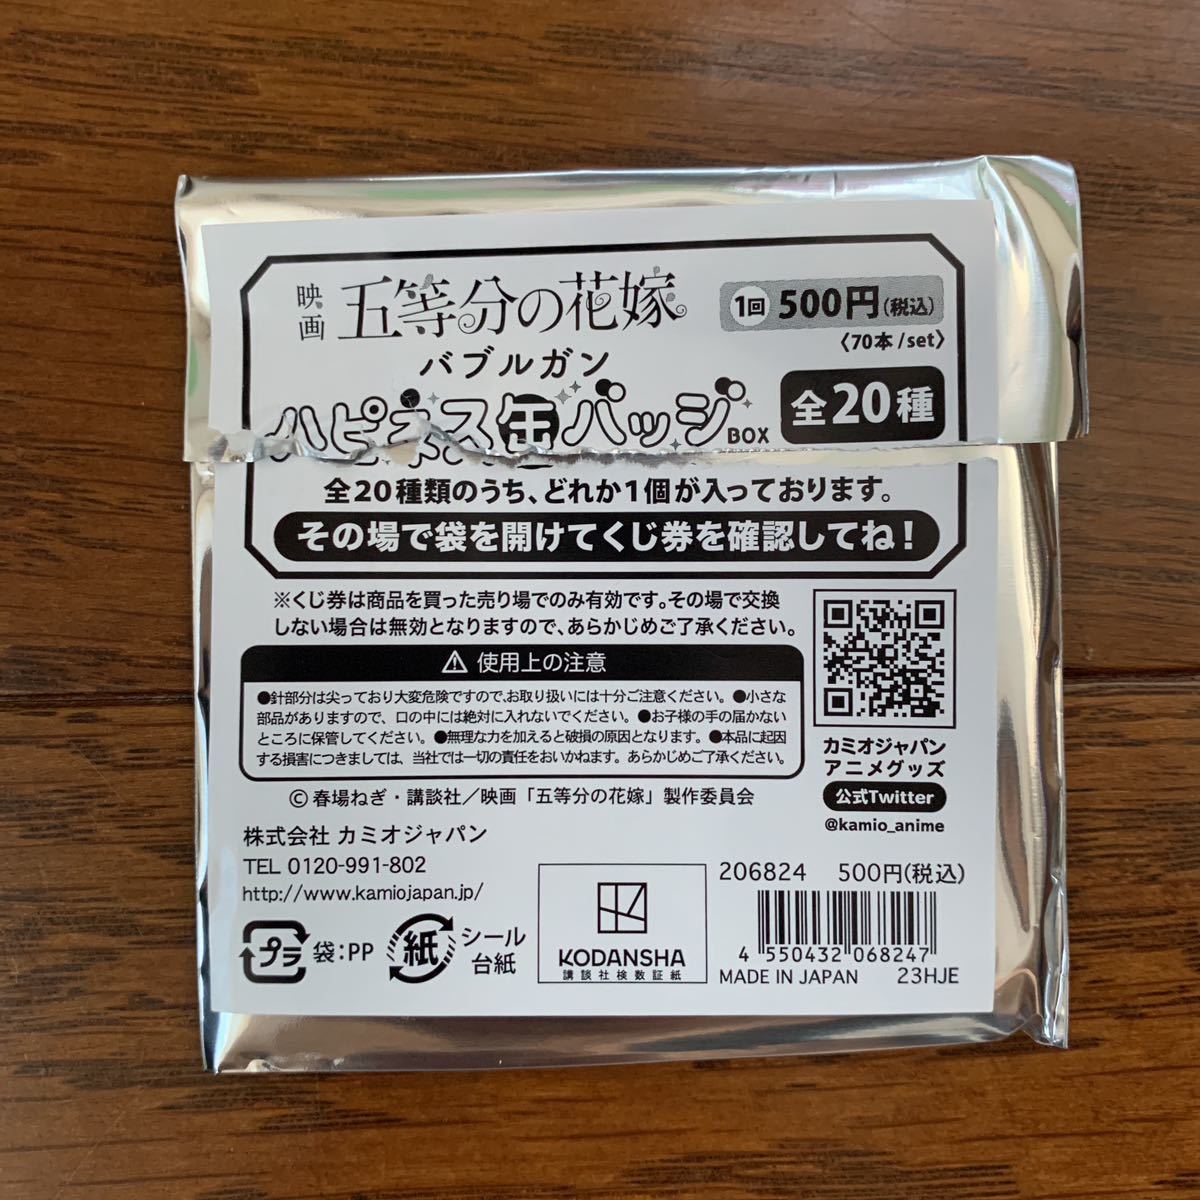 映画 五等分の花嫁
1回 500円(税込)
〈70本/set〉
バブルガン
ハピネス缶バッジBOX
全20種
全20種類のうち、どれか1個が入っております。
その場で袋を開けてくじ券を確認してね!
※くじ券は商品を買った売り場でのみ有効です。その場で交換
しない場合は無効となりますので、あらかじめご了承ください。
⚠ 使用上の注意
●針部分は尖っており大変危険ですので、お取り扱いには十分ご注意ください。●小さな
部品がありますので、口の中には絶対に入れないでください。●お子様の手の届かない
ところに保管してください。●無理な力を加えると破損の原因となります。●本品に起因
する損害につきましては、当社では一切の責任をおいかねます。あらかじめご了承ください。
カミオジャパン
アニメグッズ
公式Twitter
@kamio_anime
© 春場ねぎ・講談社/映画「五等分の花嫁」製作委員会
株式会社 カミオジャパン
TEL 0120-991-802
http://www.kamiojapan.jp/
プラ 袋:PP
紙 シール
台紙
KODANSHA
講談社検数証紙
206824 500円(税込)
4 550432 068247
MADE IN JAPAN 23HJE